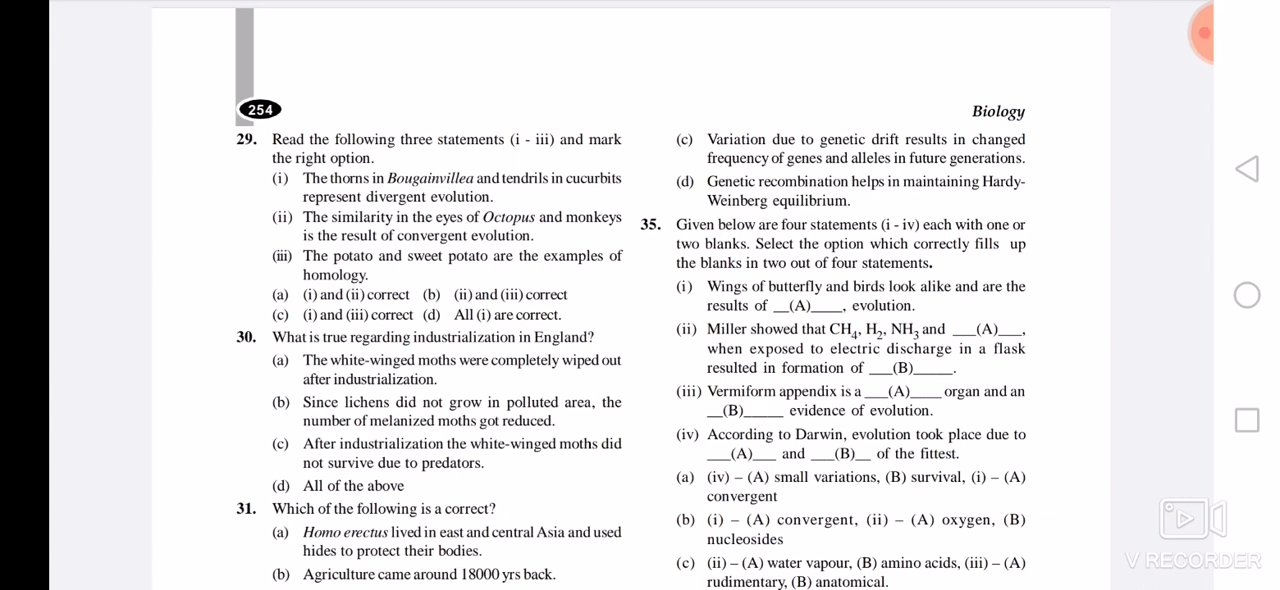 254
Biology
29. Read the following three statements (i - iii) and mark
the right option.
(i) The thorns in Bougainvillea and tendrils in cucurbits
represent divergent evolution.
(ii) The similarity in the eyes of Octopus and monkeys
is the result of convergent evolution.
(iii) The potato and sweet potato are the examples of
homology.
(a) (i) and (ii) correct (b) (ii) and (iii) correct
(c) (i) and (iii) correct (d) All (i) are correct.
30. What is true regarding industrialization in England?
(a) The white-winged moths were completely wiped out
after industrialization.
(b) Since lichens did not grow in polluted area, the
number of melanized moths got reduced.
(c) After industrialization the white-winged moths did
not survive due to predators.
(d) All of the above
31. Which of the following is a correct?
(a) Homo erectus lived in east and central Asia and used
hides to protect their bodies.
(b) Agriculture came around 18000 yrs back.
(c) Variation due to genetic drift results in changed
frequency of genes and alleles in future generations.
(d) Genetic recombination helps in maintaining Hardy-
Weinberg equilibrium.
35. Given below are four statements (i - iv) each with one or
two blanks. Select the option which correctly fills up
the blanks in two out of four statements.
(i) Wings of butterfly and birds look alike and are the
results of __(A)____, evolution.
(ii) Miller showed that CH4, H2, NH3 and ___(A)___,
when exposed to electric discharge in a flask
resulted in formation of ___(B)_____.
(iii) Vermiform appendix is a ___(A)____ organ and an
__(B)_____ evidence of evolution.
(iv) According to Darwin, evolution took place due to
___(A)___ and ___(B)__ of the fittest.
(a) (iv) – (A) small variations, (B) survival, (i) – (A)
convergent
(b) (i) – (A) convergent, (ii) – (A) oxygen, (B)
nucleosides
(c) (ii) – (A) water vapour, (B) amino acids, (iii) – (A)
rudimentary, (B) anatomical.
V RECORDER